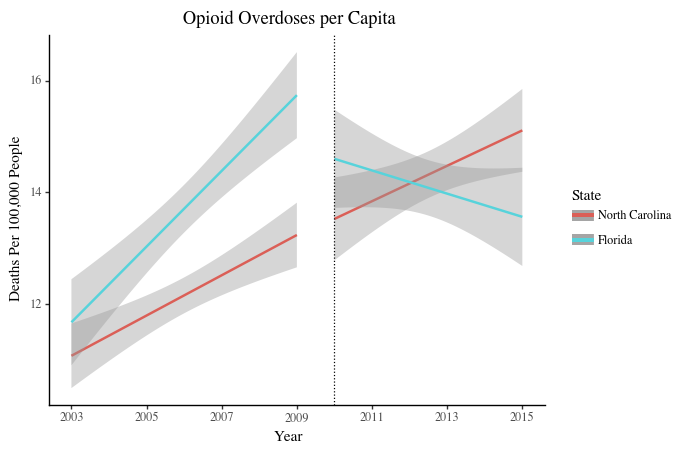 Opioid Overdoses per Capita
Deaths Per 100,000 People
16
14
12
2003 2005 2007 2009 2011 2013 2015
Year
State
North Carolina
Florida